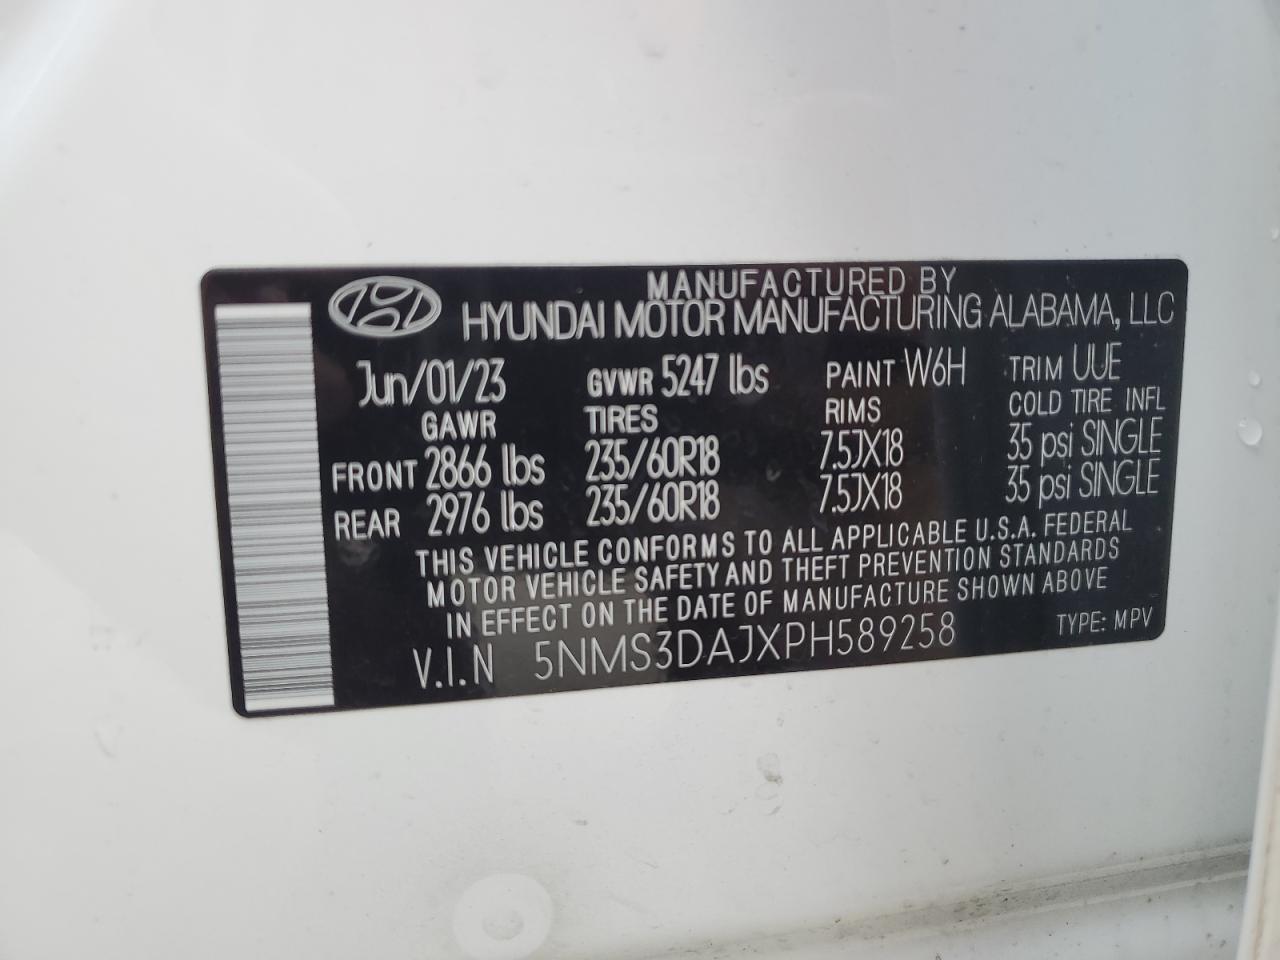 MANUFACTURED BY
HYUNDAI MOTOR MANUFACTURING ALABAMA, LLC
Jun/01/23 GVWR 5247 lbs PAINT W6H TRIM UUE
GAWR TIRES RIMS COLD TIRE INFL
FRONT 2866 lbs 235/60R18 7.5JX18 35 psi SINGLE
REAR 2976 lbs 235/60R18 7.5JX18 35 psi SINGLE
THIS VEHICLE CONFORMS TO ALL APPLICABLE U.S.A. FEDERAL
MOTOR VEHICLE SAFETY AND THEFT PREVENTION STANDARDS
IN EFFECT ON THE DATE OF MANUFACTURE SHOWN ABOVE
V.I.N 5NMS3DAJXPH589258 TYPE: MPV